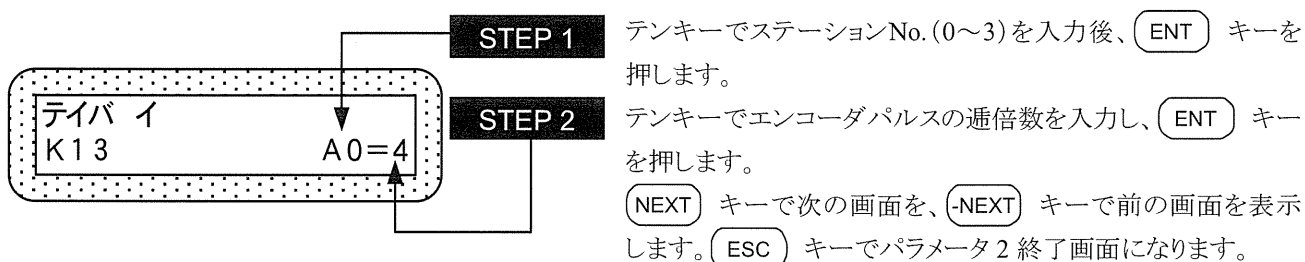 STEP 1
テンキーでステーションNo.(0～3)を入力後、ENT キーを
押します。
テイバ イ
K13 A0=4
STEP 2
テンキーでエンコーダパルスの逓倍数を入力し、ENT キー
を押します。
NEXT キーで次の画面を、-NEXT キーで前の画面を表示
します。ESC キーでパラメータ2終了画面になります。